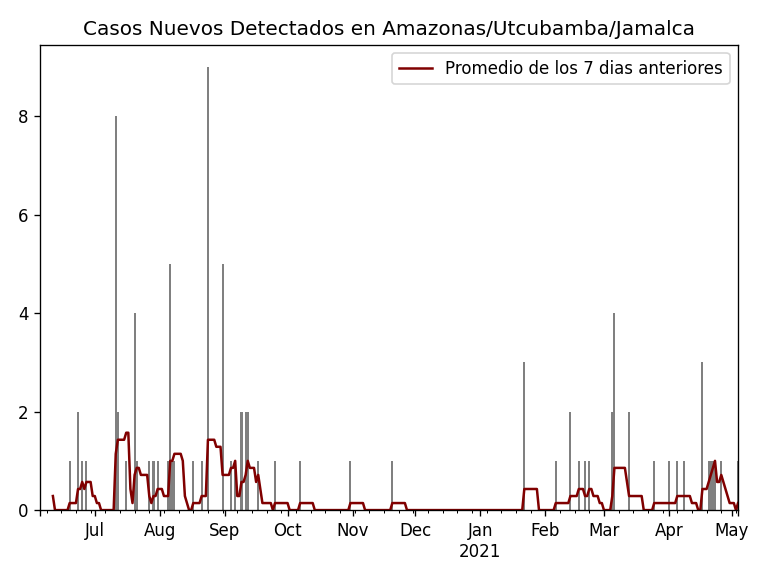 Casos Nuevos Detectados en Amazonas/Utcubamba/Jamalca
Promedio de los 7 dias anteriores
8
6
4
2
0
Jul Aug Sep Oct Nov Dec Jan Feb Mar Apr May
2021